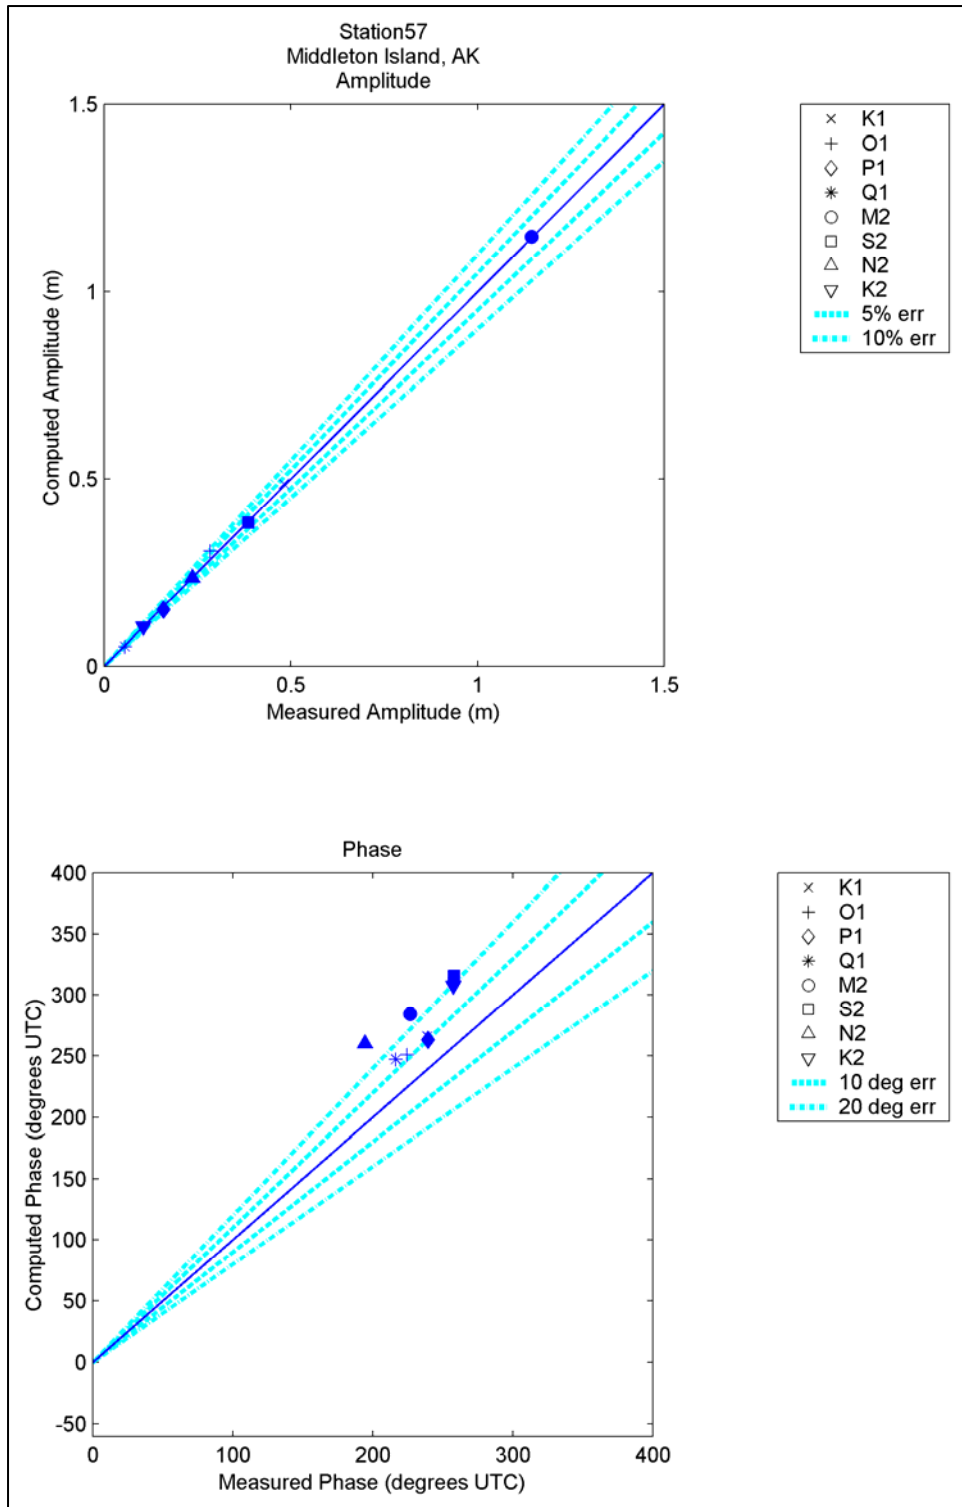 Station57
Middleton Island, AK
Amplitude
1.5
1
0.5
0
0
0.5
1
1.5
Computed Amplitude (m)
Measured Amplitude (m)
K1
O1
P1
Q1
M2
S2
N2
K2
5% err
10% err
Phase
400
350
300
250
200
150
100
50
0
-50
0
100
200
300
400
Computed Phase (degrees UTC)
Measured Phase (degrees UTC)
K1
O1
P1
Q1
M2
S2
N2
K2
10 deg err
20 deg err